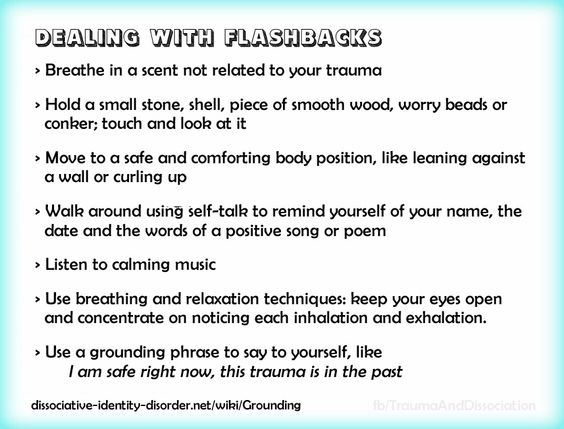 DEALING WITH FLASHBACKS
› Breathe in a scent not related to your trauma
› Hold a small stone, shell, piece of smooth wood, worry beads or
conker; touch and look at it
› Move to a safe and comforting body position, like leaning against
a wall or curling up
› Walk around using self-talk to remind yourself of your name, the
date and the words of a positive song or poem
› Listen to calming music
› Use breathing and relaxation techniques: keep your eyes open
and concentrate on noticing each inhalation and exhalation.
› Use a grounding phrase to say to yourself, like
I am safe right now, this trauma is in the past
dissociative-identity-disorder.net/wiki/Grounding
fb/TraumaAndDissociation